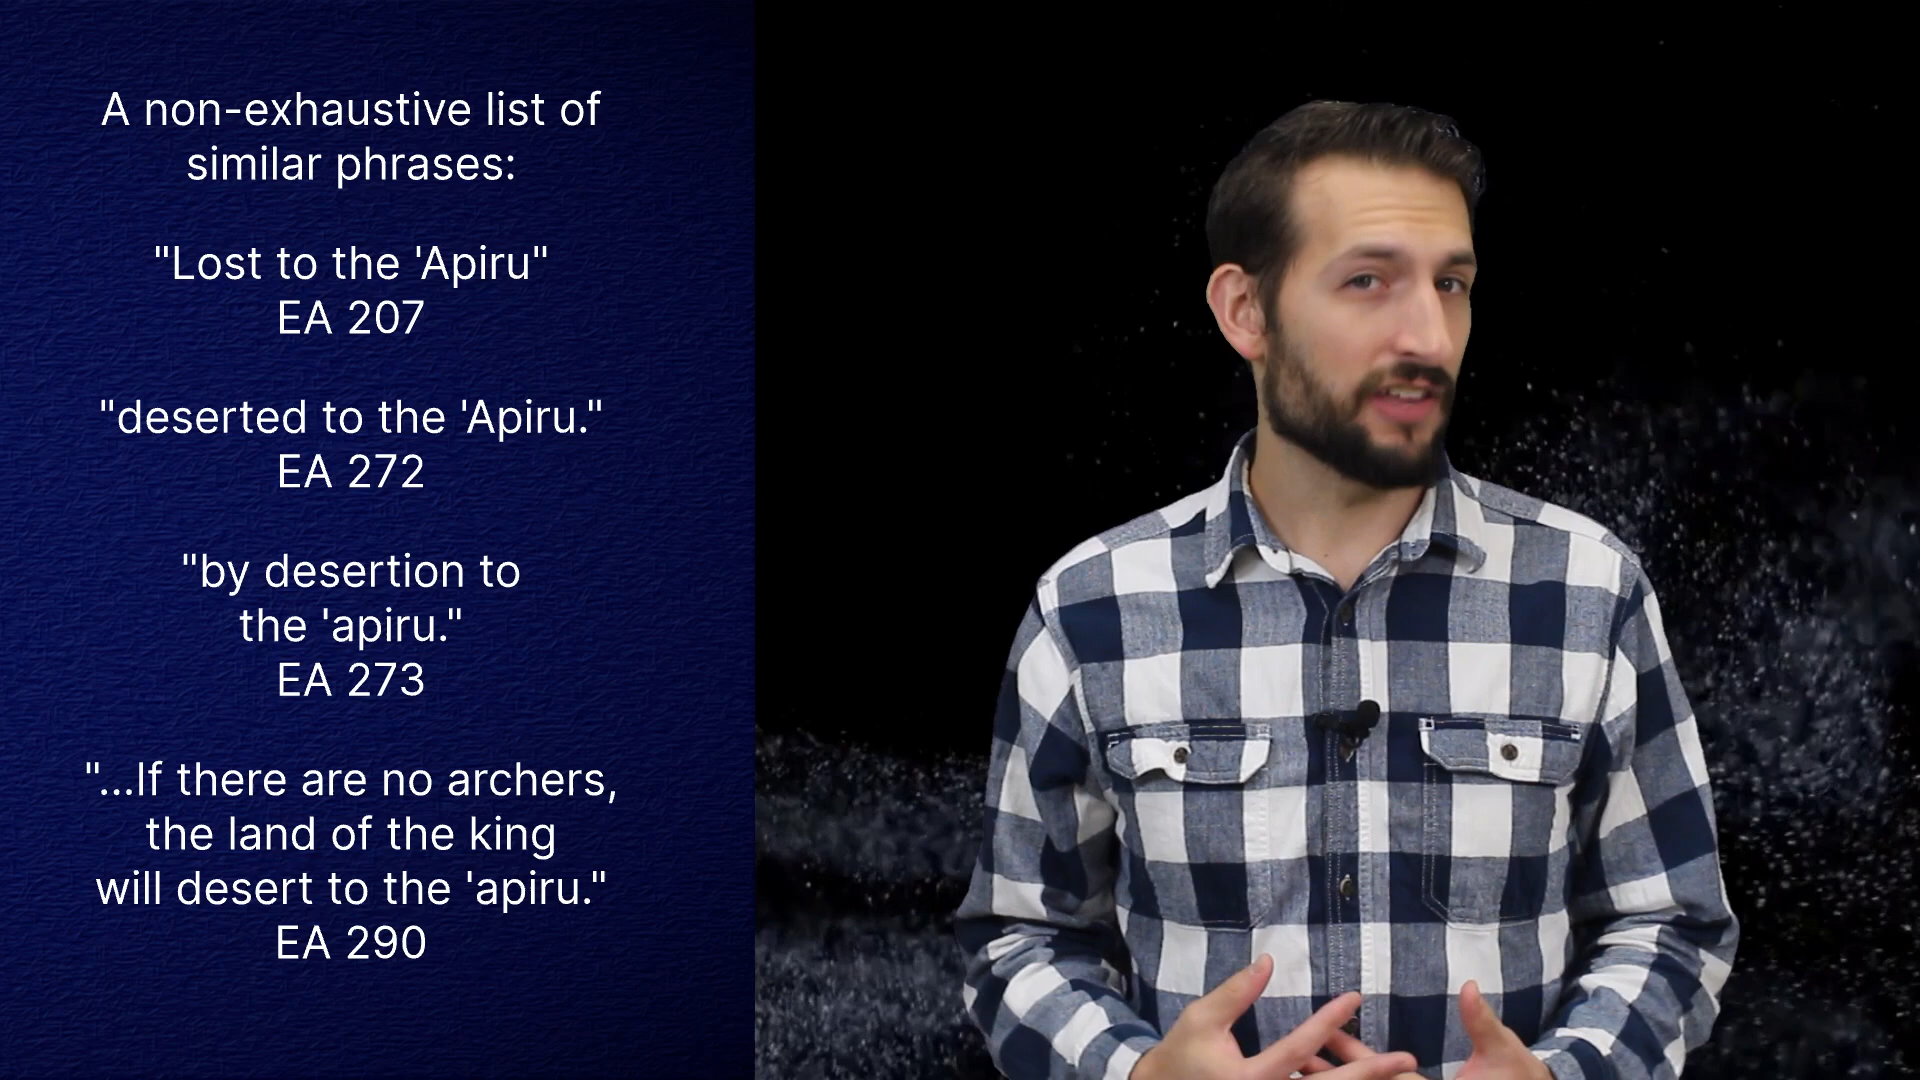 A non-exhaustive list of
similar phrases:
"Lost to the 'Apiru"
EA 207
"deserted to the 'Apiru."
EA 272
"by desertion to
the 'apiru."
EA 273
"...If there are no archers,
the land of the king
will desert to the 'apiru."
EA 290